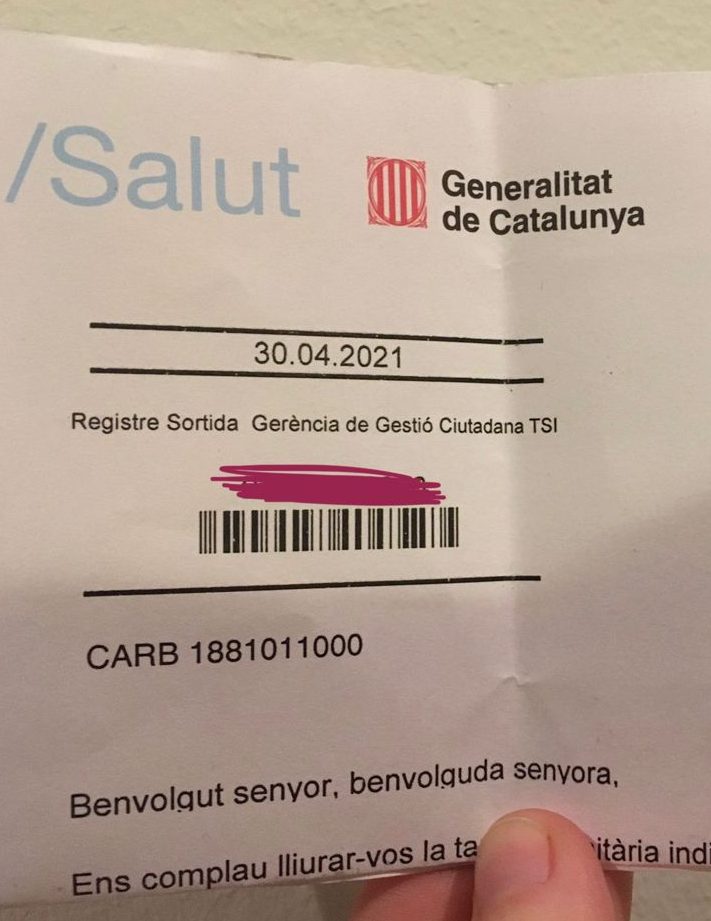 /Salut
Generalitat
de Catalunya
30.04.2021
Registre Sortida Gerència de Gestió Ciutadana TSI
CARB 1881011000
Benvolgut senyor, benvolguda senyora,
Ens complau lliurar-vos la